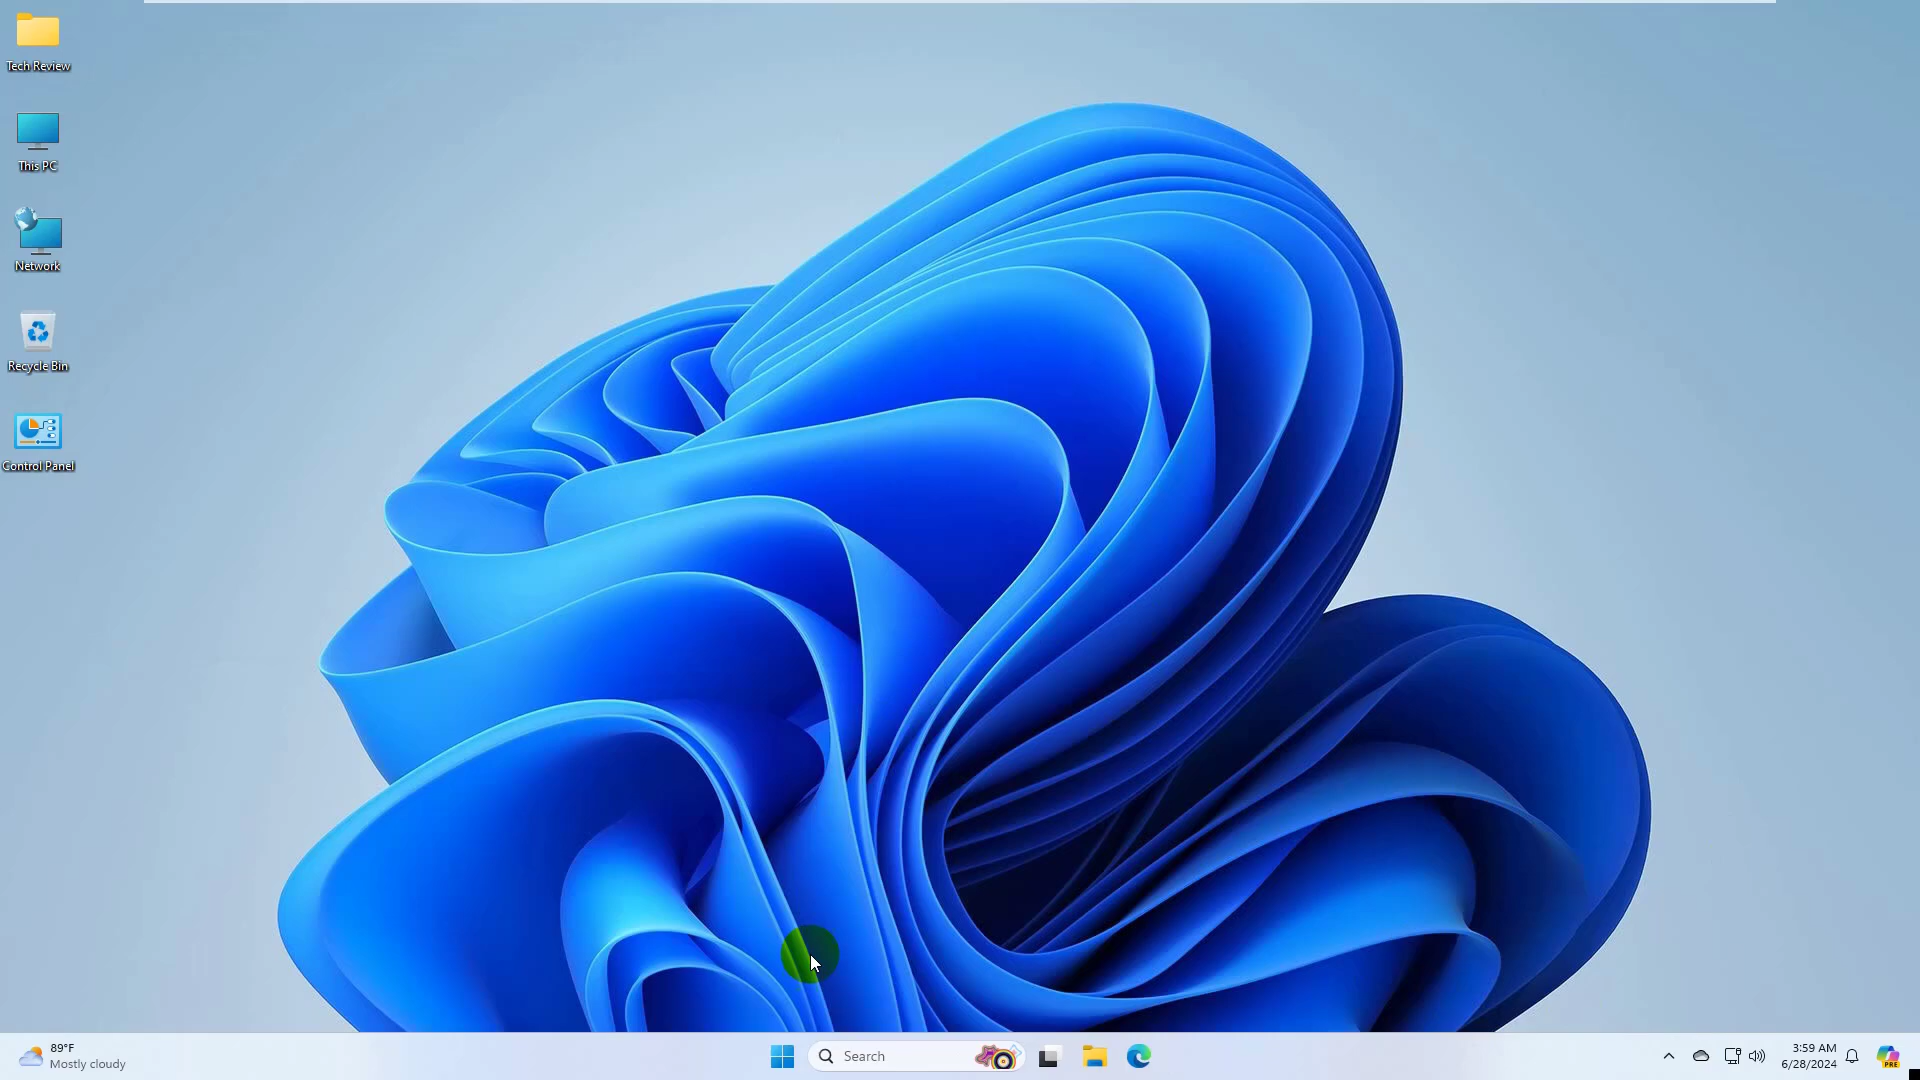 Tech Review
This PC
Network
Recycle Bin
Control Panel
89°F
Mostly cloudy
Search
3:59 AM
6/28/2024
PRE